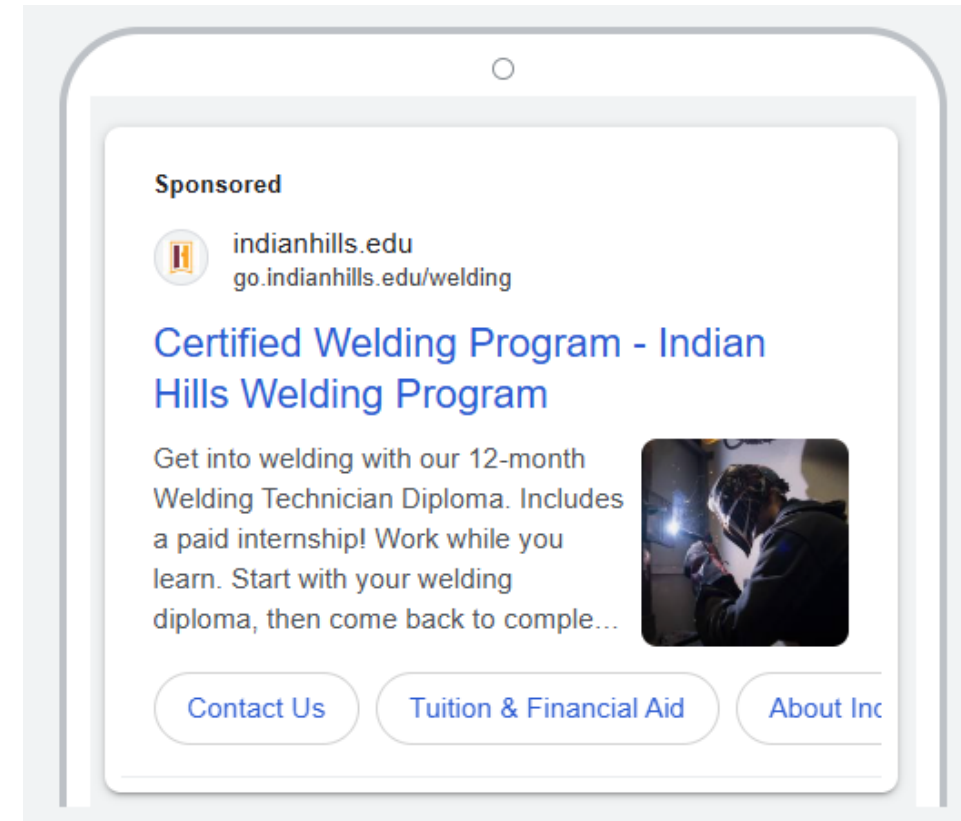 Sponsored
indianhills.edu
go.indianhills.edu/welding
Certified Welding Program - Indian
Hills Welding Program
Get into welding with our 12-month
Welding Technician Diploma. Includes
a paid internship! Work while you
learn. Start with your welding
diploma, then come back to comple...
Contact Us
Tuition & Financial Aid
About Inc